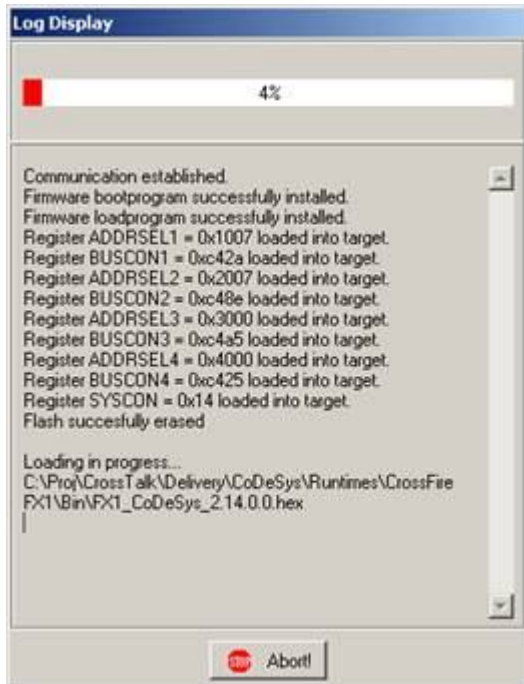 Log Display
4%
Communication established.
Firmware bootprogram successfully installed.
Firmware loadprogram successfully installed.
Register ADDRSEL1 = 0x1007 loaded into target.
Register BUSCON1 = 0xc42a loaded into target.
Register ADDRSEL2 = 0x2007 loaded into target.
Register BUSCON2 = 0xc48e loaded into target.
Register ADDRSEL3 = 0x3000 loaded into target.
Register BUSCON3 = 0xc4a5 loaded into target.
Register ADDRSEL4 = 0x4000 loaded into target.
Register BUSCON4 = 0xc425 loaded into target.
Register SYSCON = 0x14 loaded into target.
Flash succesfully erased
Loading in progress...
C:\Proj\CrossTalk\Delivery\CoDeSys\Runtimes\CrossFire
FX1\Bin\FX1_CoDeSys_2.14.0.0.hex
STOP Abort!